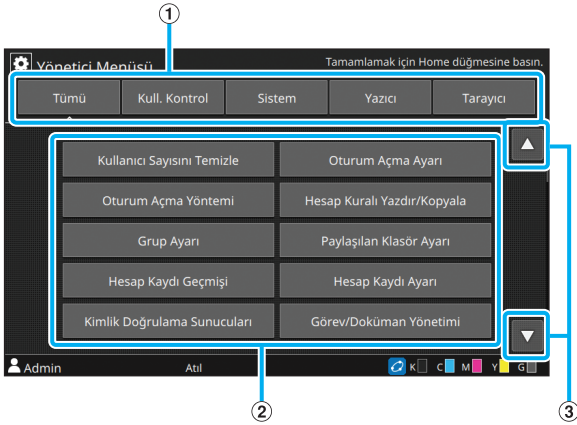 1
Yönetici Menüsü
Tamamlamak için Home düğmesine basın.
Tümü
Kull. Kontrol
Sistem
Yazıcı
Tarayıcı
Kullanıcı Sayısını Temizle
Oturum Açma Ayarı
Oturum Açma Yöntemi
Hesap Kuralı Yazdır/Kopyala
Grup Ayarı
Paylaşılan Klasör Ayarı
Hesap Kaydı Geçmişi
Hesap Kaydı Ayarı
Kimlik Doğrulama Sunucuları
Görev/Doküman Yönetimi
Admin
Atıl
K C M Y G
2
3